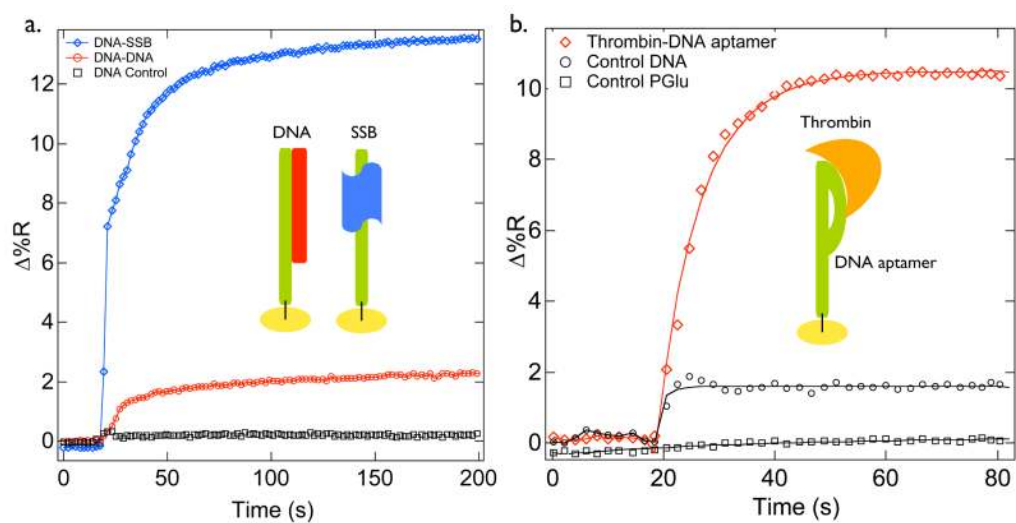 a.
DNA-SSB
DNA-DNA
DNA Control
DNA
SSB
Δ%R
12
10
8
6
4
2
0
0
50
100
150
200
Time (s)
b.
Thrombin-DNA aptamer
Control DNA
Control PGlu
Thrombin
DNA aptamer
Δ%R
10
8
6
4
2
0
0
20
40
60
80
Time (s)